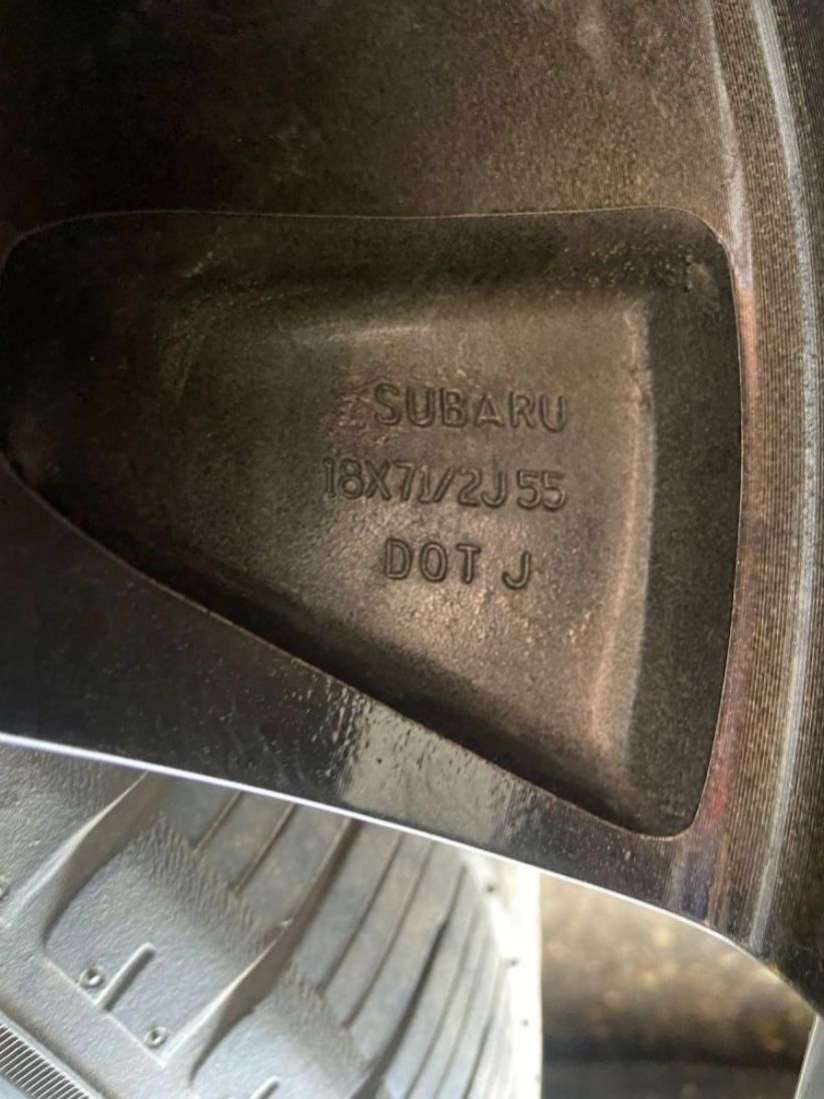 SUBARU
18X71/2J 55
DOT J